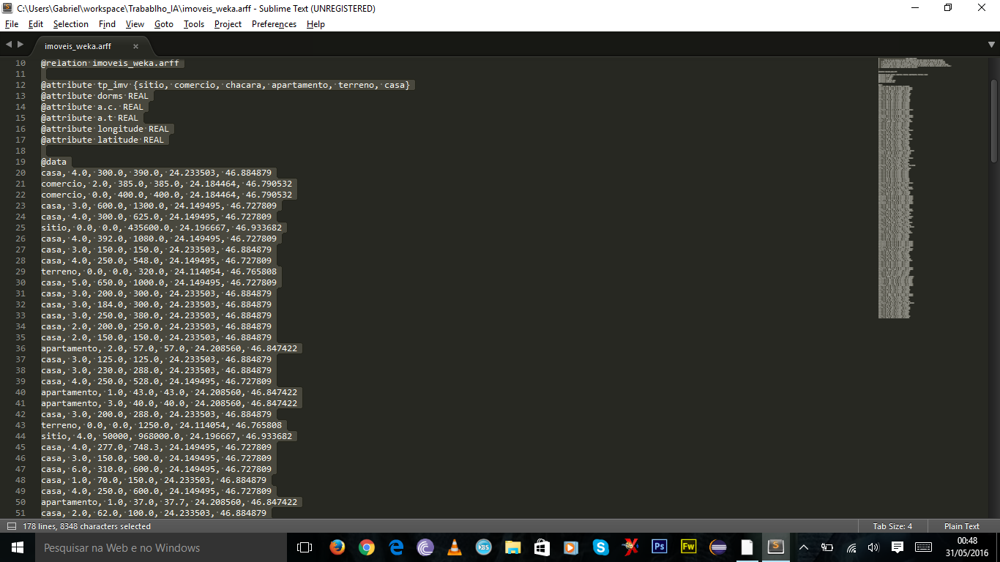 C:\Users\Gabriel\workspace\Trabablho_IA\imoveis_weka.arff - Sublime Text (UNREGISTERED)
File Edit Selection Find View Goto Tools Project Preferences Help
imoveis_weka.arff
10 @relation imoveis_weka.arff
11
12 @attribute tp_imv {sitio, comercio, chacara, apartamento, terreno, casa}
13 @attribute dorms REAL
14 @attribute a.c. REAL
15 @attribute a.t REAL
16 @attribute longitude REAL
17 @attribute latitude REAL
18
19 @data
20 casa, 4.0, 300.0, 390.0, 24.233503, 46.884879
21 comercio, 2.0, 385.0, 385.0, 24.184464, 46.790532
22 comercio, 0.0, 400.0, 400.0, 24.184464, 46.790532
23 casa, 3.0, 600.0, 1300.0, 24.149495, 46.727809
24 casa, 4.0, 300.0, 625.0, 24.149495, 46.727809
25 sitio, 0.0, 0.0, 435600.0, 24.196667, 46.933682
26 casa, 4.0, 392.0, 1080.0, 24.149495, 46.727809
27 casa, 3.0, 150.0, 150.0, 24.233503, 46.884879
28 casa, 4.0, 250.0, 548.0, 24.149495, 46.727809
29 terreno, 0.0, 0.0, 320.0, 24.114054, 46.765808
30 casa, 5.0, 650.0, 1000.0, 24.149495, 46.727809
31 casa, 3.0, 200.0, 300.0, 24.233503, 46.884879
32 casa, 3.0, 184.0, 300.0, 24.233503, 46.884879
33 casa, 3.0, 250.0, 380.0, 24.233503, 46.884879
34 casa, 2.0, 200.0, 250.0, 24.233503, 46.884879
35 casa, 2.0, 150.0, 150.0, 24.233503, 46.884879
36 apartamento, 2.0, 57.0, 57.0, 24.208560, 46.847422
37 casa, 3.0, 125.0, 125.0, 24.233503, 46.884879
38 casa, 3.0, 230.0, 288.0, 24.233503, 46.884879
39 casa, 4.0, 250.0, 528.0, 24.149495, 46.727809
40 apartamento, 1.0, 43.0, 43.0, 24.208560, 46.847422
41 apartamento, 3.0, 40.0, 40.0, 24.208560, 46.847422
42 casa, 3.0, 200.0, 288.0, 24.233503, 46.884879
43 terreno, 0.0, 0.0, 1250.0, 24.114054, 46.765808
44 sitio, 4.0, 50000, 968000.0, 24.196667, 46.933682
45 casa, 4.0, 277.0, 748.3, 24.149495, 46.727809
46 casa, 3.0, 150.0, 500.0, 24.149495, 46.727809
47 casa, 6.0, 310.0, 600.0, 24.149495, 46.727809
48 casa, 1.0, 70.0, 150.0, 24.233503, 46.884879
49 casa, 4.0, 250.0, 600.0, 24.149495, 46.727809
50 apartamento, 1.0, 37.0, 37.7, 24.208560, 46.847422
51 casa, 2.0, 62.0, 100.0, 24.233503, 46.884879
178 lines, 8348 characters selected Tab Size: 4 Plain Text
Pesquisar na Web e no Windows
KBS
Ps
Fw
00:48
31/05/2016